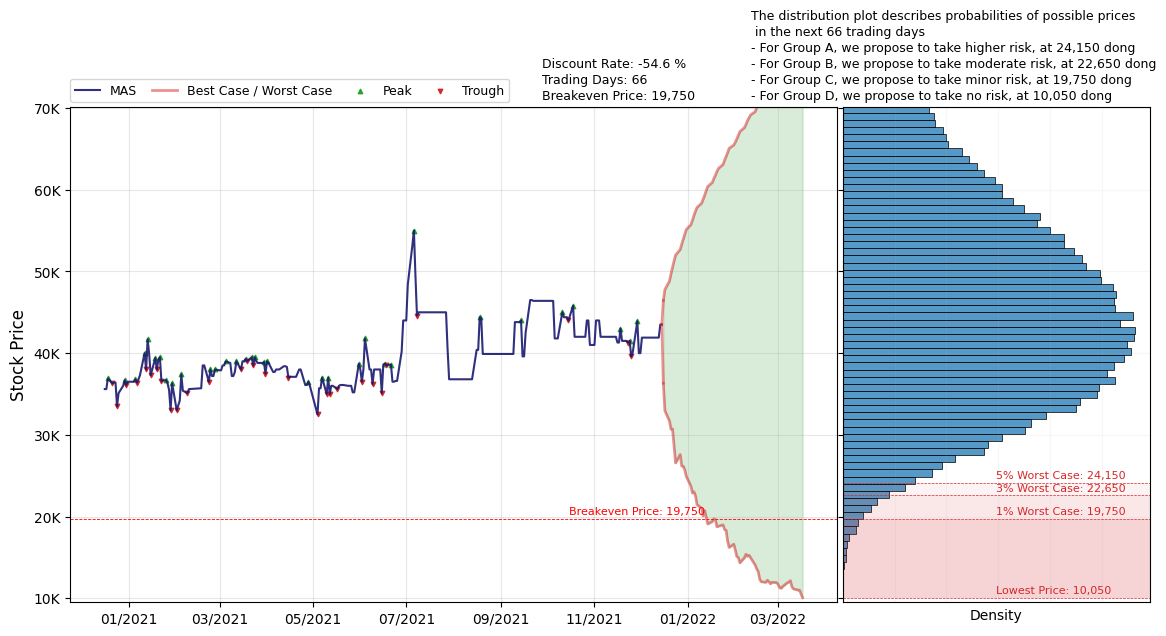 The distribution plot describes probabilities of possible prices
in the next 66 trading days
- For Group A, we propose to take higher risk, at 24,150 dong
- For Group B, we propose to take moderate risk, at 22,650 dong
- For Group C, we propose to take minor risk, at 19,750 dong
- For Group D, we propose to take no risk, at 10,050 dong
Discount Rate: -54.6 %
Trading Days: 66
Breakeven Price: 19,750
MAS
Best Case / Worst Case
Peak
Trough
Stock Price
70K
60K
50K
40K
30K
20K
10K
Breakeven Price: 19,750
01/2021
03/2021
05/2021
07/2021
09/2021
11/2021
01/2022
03/2022
5% Worst Case: 24,150
3% Worst Case: 22,650
1% Worst Case: 19,750
Lowest Price: 10,050
Density